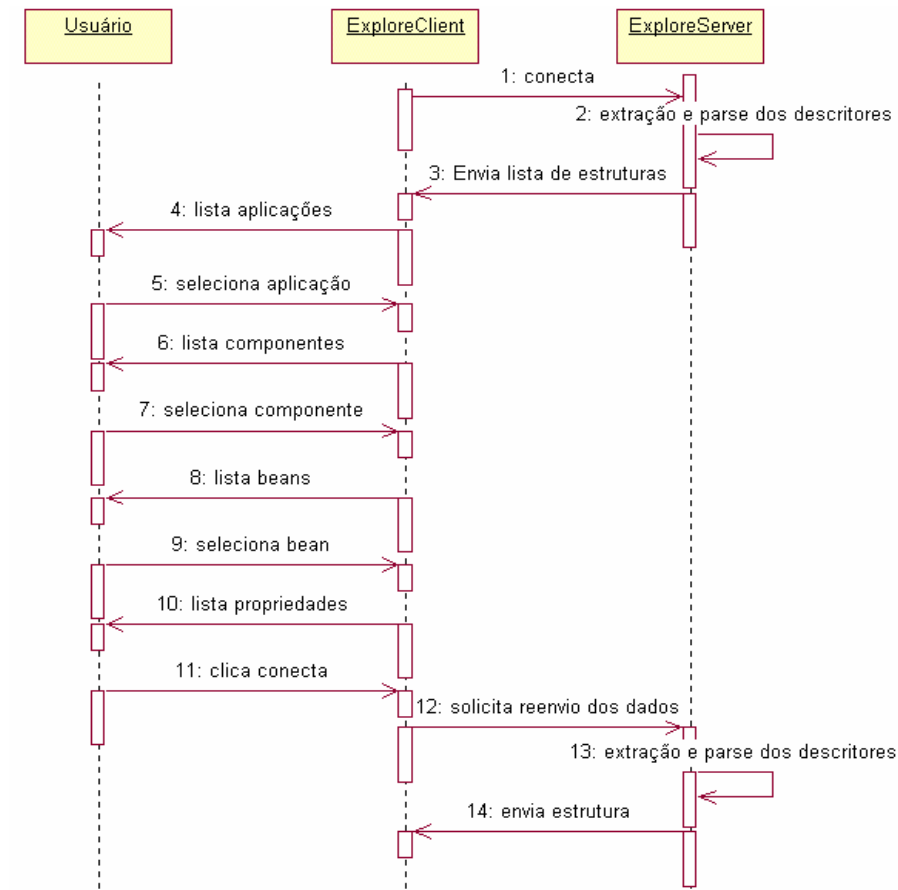 Usuário
ExploreClient
ExploreServer
1: conecta
2: extração e parse dos descritores
3: Envia lista de estruturas
4: lista aplicações
5: seleciona aplicação
6: lista componentes
7: seleciona componente
8: lista beans
9: seleciona bean
10: lista propriedades
11: clica conecta
12: solicita reenvio dos dados
13: extração e parse dos descritores
14: envia estrutura